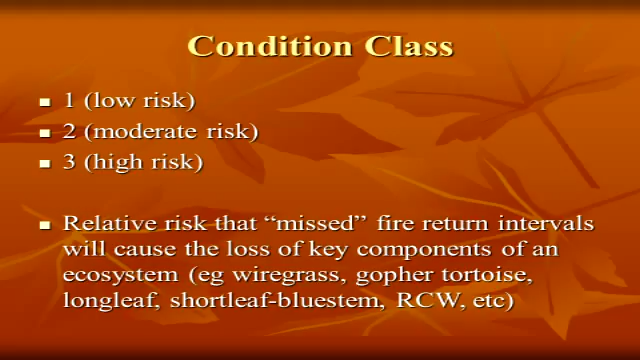 Condition Class
1 (low risk)
2 (moderate risk)
3 (high risk)
Relative risk that “missed” fire return intervals
will cause the loss of key components of an
ecosystem (eg wiregrass, gopher tortoise,
longleaf, shortleaf-bluestem, RCW, etc)